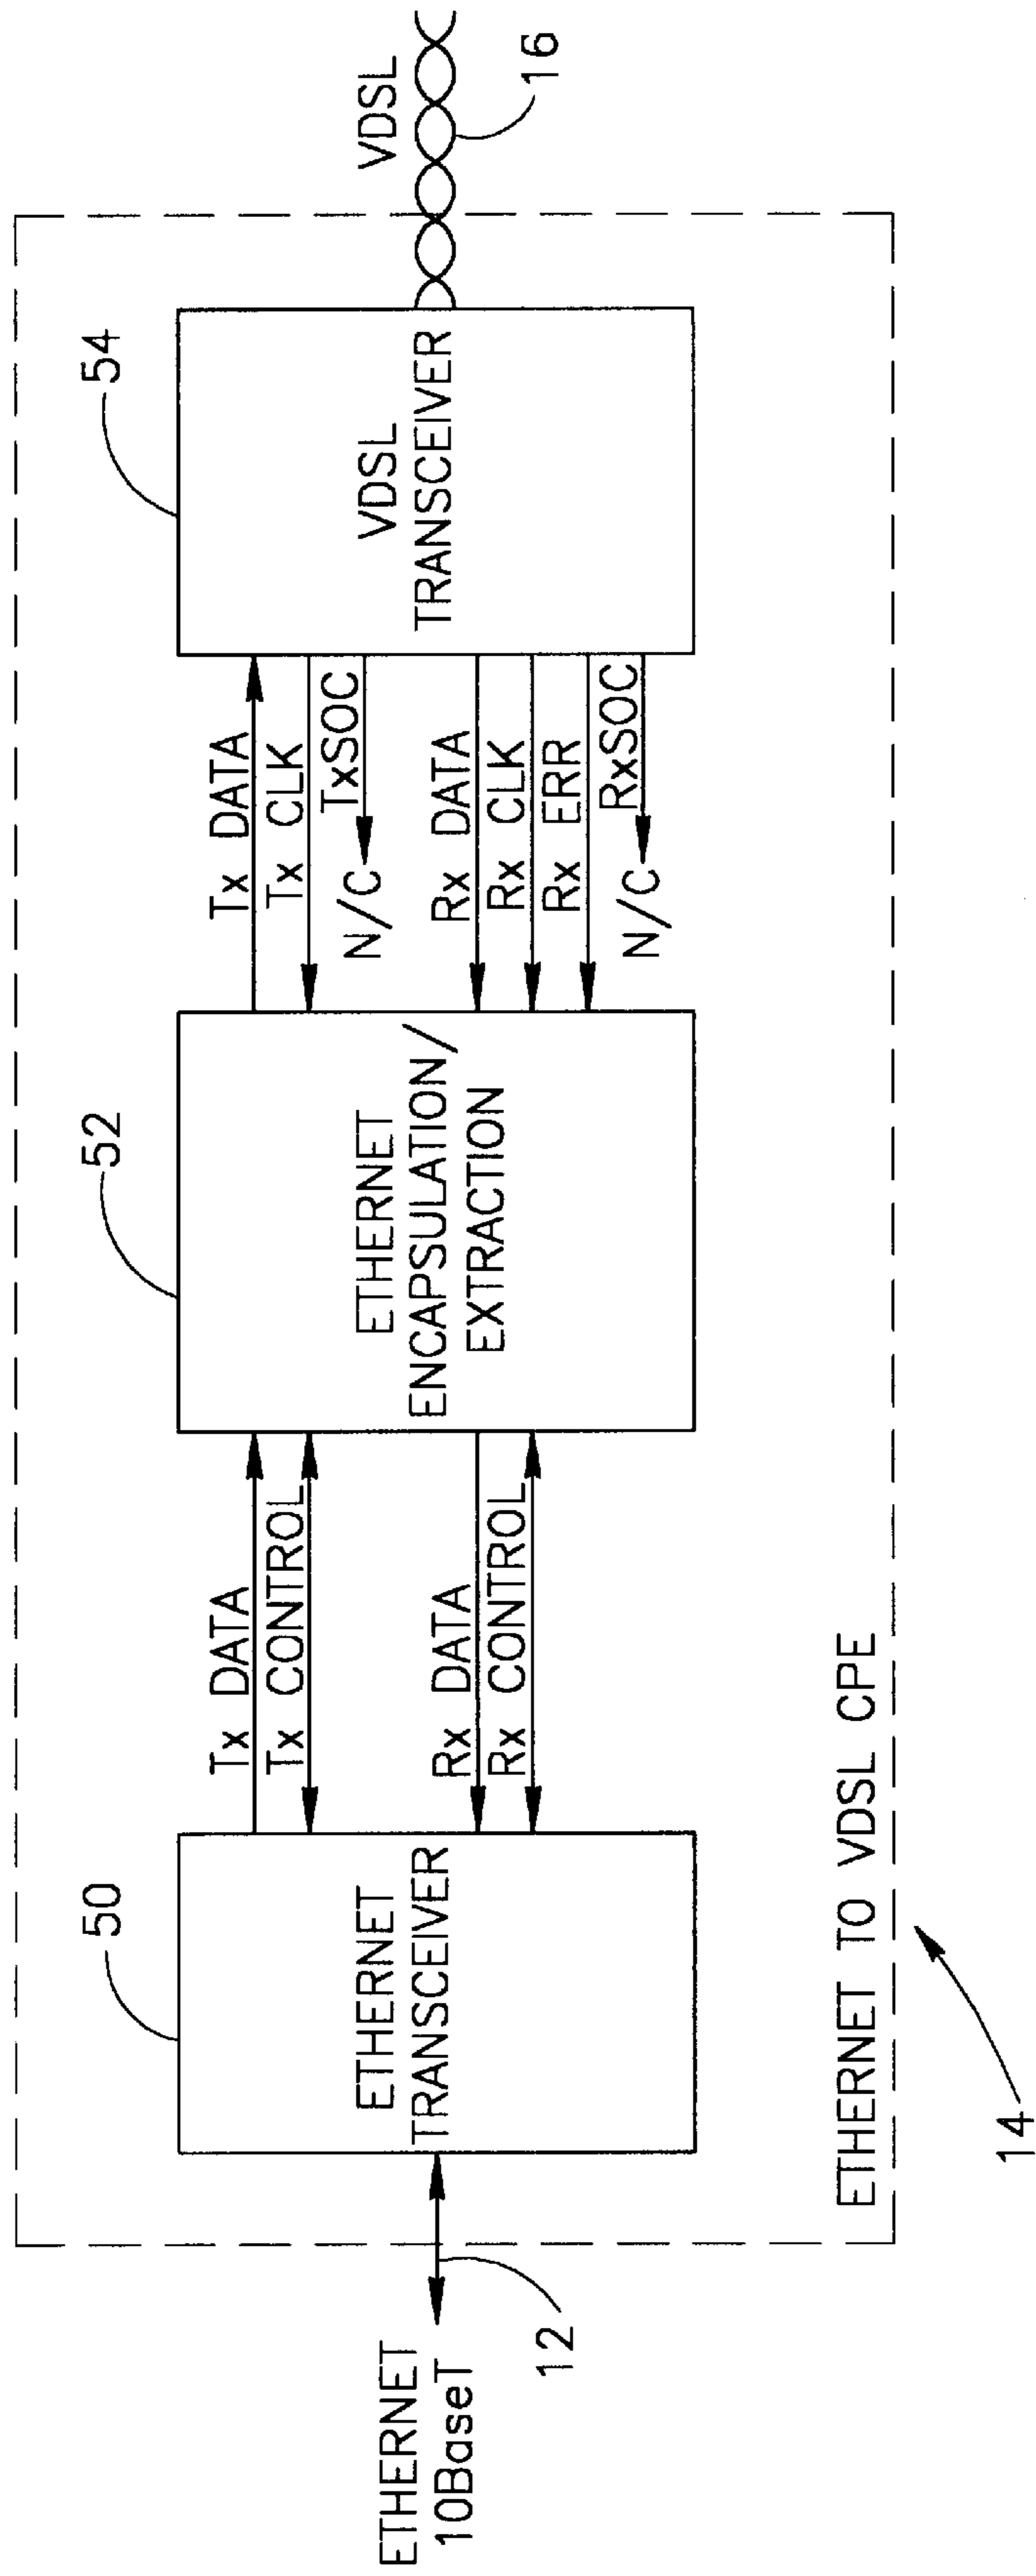 ETHERNET
10BaseT
12
50
ETHERNET
TRANSCEIVER
Tx DATA
Tx CONTROL
Rx DATA
Rx CONTROL
52
ETHERNET
ENCAPSULATION/
EXTRACTION
Tx DATA
Tx CLK
TxSOC
N/C
Rx DATA
Rx CLK
Rx ERR
RxSOC
N/C
54
VDSL
TRANSCEIVER
VDSL
16
ETHERNET TO VDSL CPE
14